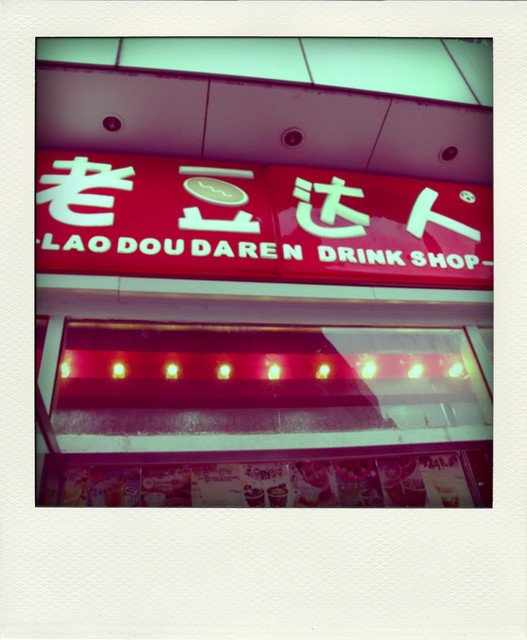 老豆达人®
LAO DOU DAREN DRINK SHOP